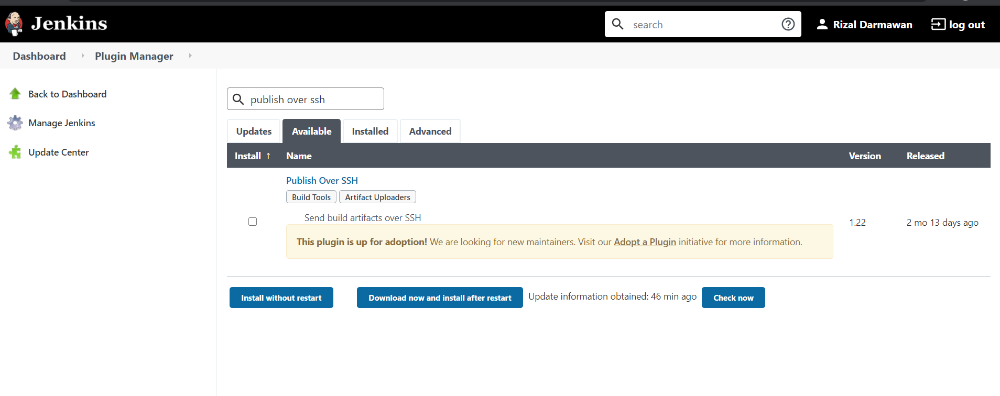 Jenkins
search
Rizal Darmawan
log out
Dashboard
Plugin Manager
Back to Dashboard
Manage Jenkins
Update Center
publish over ssh
Updates
Available
Installed
Advanced
Install ↑ Name Version Released
Publish Over SSH
Build Tools Artifact Uploaders
Send build artifacts over SSH
This plugin is up for adoption! We are looking for new maintainers. Visit our Adopt a Plugin initiative for more information.
1.22
2 mo 13 days ago
Install without restart
Download now and install after restart
Update information obtained: 46 min ago
Check now